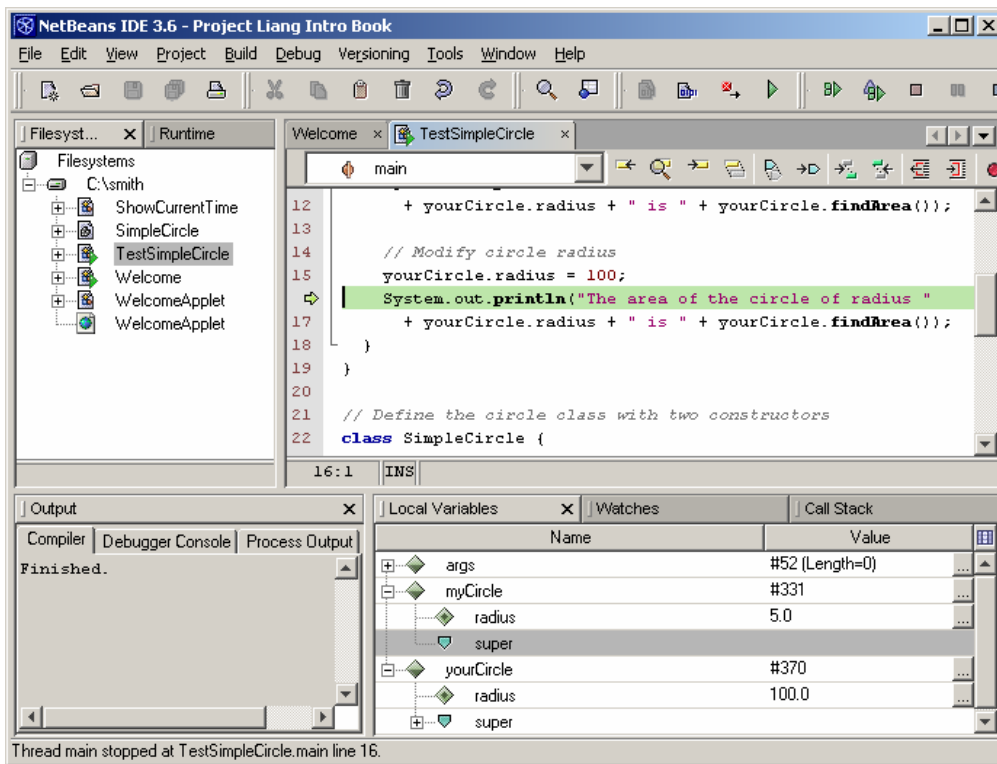 NetBeans IDE 3.6 - Project Liang Intro Book
File Edit View Project Build Debug Versioning Tools Window Help
Filesyst... Runtime
Filesystems
C:\smith
ShowCurrentTime
SimpleCircle
TestSimpleCircle
Welcome
WelcomeApplet
WelcomeApplet
Welcome TestSimpleCircle
main
12 + yourCircle.radius + " is " + yourCircle.findArea());
13
14 // Modify circle radius
15 yourCircle.radius = 100;
System.out.println("The area of the circle of radius "
17 + yourCircle.radius + " is " + yourCircle.findArea());
18 }
19 }
20
21 // Define the circle class with two constructors
22 class SimpleCircle {
16:1 INS
Output
Compiler Debugger Console Process Output
Finished.
Local Variables Watches Call Stack
Name Value
args #52 (Length=0) ...
myCircle #331 ...
radius 5.0 ...
super
yourCircle #370 ...
radius 100.0 ...
super
Thread main stopped at TestSimpleCircle.main line 16.